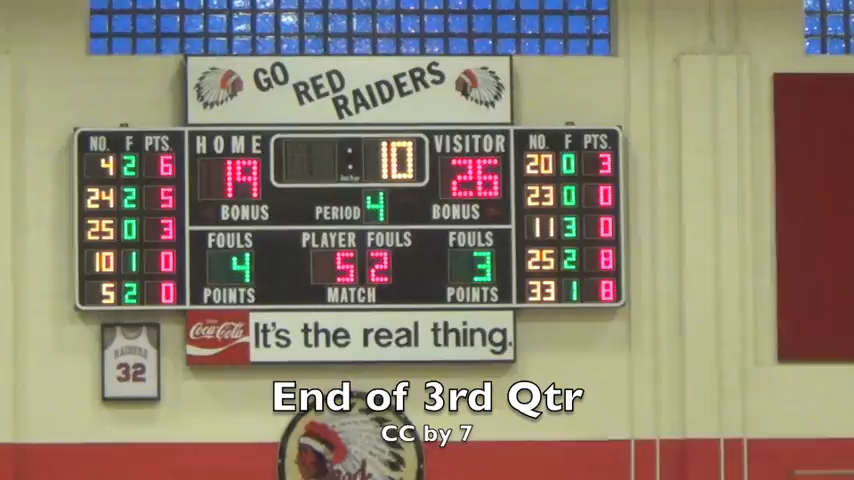 GO RED RAIDERS
NO. F PTS.
4 2 6
24 2 5
25 0 3
10 1 0
5 2 0
HOME
19
BONUS
: 10
PERIOD 4
VISITOR
26
BONUS
FOULS
4
POINTS
PLAYER FOULS
5 2
MATCH
FOULS
3
POINTS
NO. F PTS.
20 0 3
23 0 0
11 3 0
25 2 8
33 1 8
Coca-Cola
It's the real thing.
RAIDERS
32
End of 3rd Qtr
CC by 7